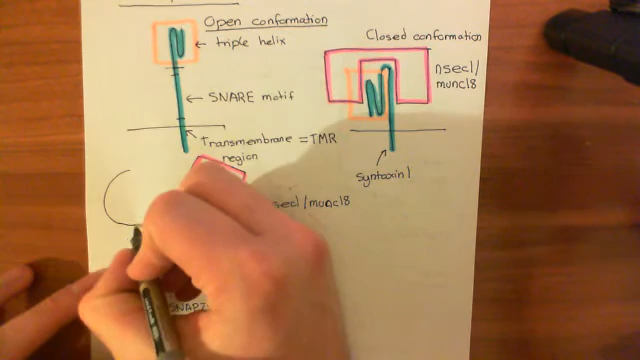 Open conformation
triple helix
Closed conformation
nsec1/
munc18
SNARE motif
transmembrane = TMR
region
Syntaxin 1
nsec1/munc18